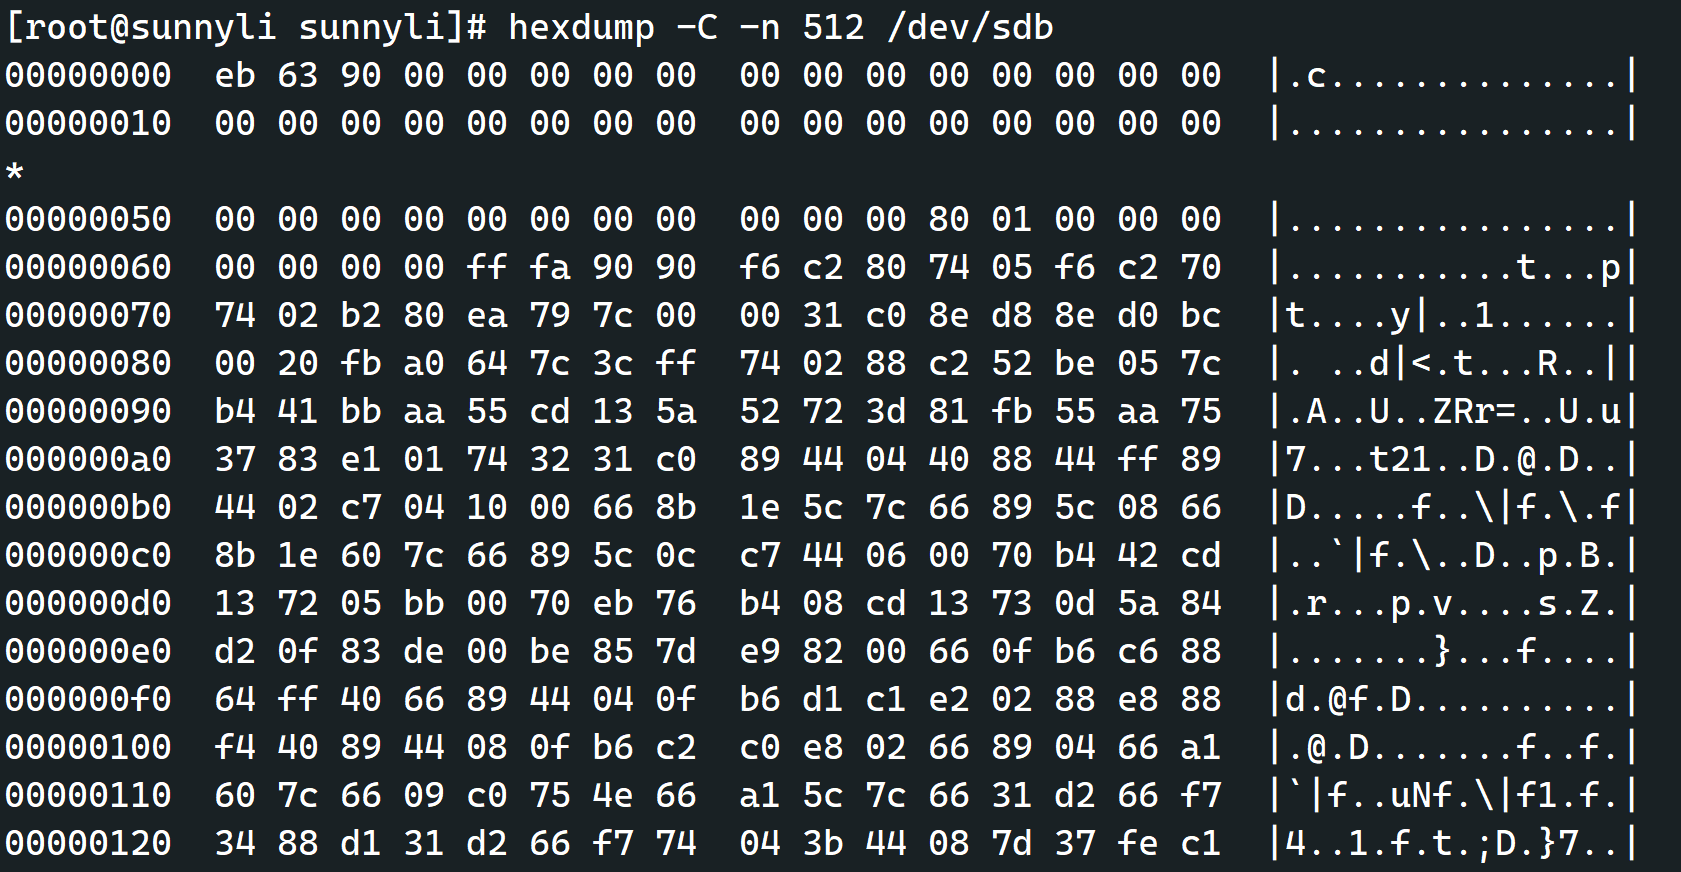 [root@sunnyli sunnyli]# hexdump -C -n 512 /dev/sdb
00000000  eb 63 90 00 00 00 00 00  00 00 00 00 00 00 00 00  |.c..............|
00000010  00 00 00 00 00 00 00 00  00 00 00 00 00 00 00 00  |................|
*
00000050  00 00 00 00 00 00 00 00  00 00 00 80 01 00 00 00  |................|
00000060  00 00 00 00 ff fa 90 90  f6 c2 80 74 05 f6 c2 70  |...........t...p|
00000070  74 02 b2 80 ea 79 7c 00  00 31 c0 8e d8 8e d0 bc  |t....y|..1......|
00000080  00 20 fb a0 64 7c 3c ff  74 02 88 c2 52 be 05 7c  |. ..d|<.t...R..||
00000090  b4 41 bb aa 55 cd 13 5a  52 72 3d 81 fb 55 aa 75  |.A..U..ZRr=..U.u|
000000a0  37 83 e1 01 74 32 31 c0  89 44 04 40 88 44 ff 89  |7...t21..D.@.D..|
000000b0  44 02 c7 04 10 00 66 8b  1e 5c 7c 66 89 5c 08 66  |D.....f..\|f.\.f|
000000c0  8b 1e 60 7c 66 89 5c 0c  c7 44 06 00 70 b4 42 cd  |..`|f.\..D..p.B.|
000000d0  13 72 05 bb 00 70 eb 76  b4 08 cd 13 73 0d 5a 84  |.r...p.v....s.Z.|
000000e0  d2 0f 83 de 00 be 85 7d  e9 82 00 66 0f b6 c6 88  |.......}...f....|
000000f0  64 ff 40 66 89 44 04 0f  b6 d1 c1 e2 02 88 e8 88  |d.@f.D..........|
00000100  f4 40 89 44 08 0f b6 c2  c0 e8 02 66 89 04 66 a1  |.@.D.......f..f.|
00000110  60 7c 66 09 c0 75 4e 66  a1 5c 7c 66 31 d2 66 f7  |`|f..uNf.\|f1.f.|
00000120  34 88 d1 31 d2 66 f7 74  04 3b 44 08 7d 37 fe c1  |4..1.f.t.;D.}7..|